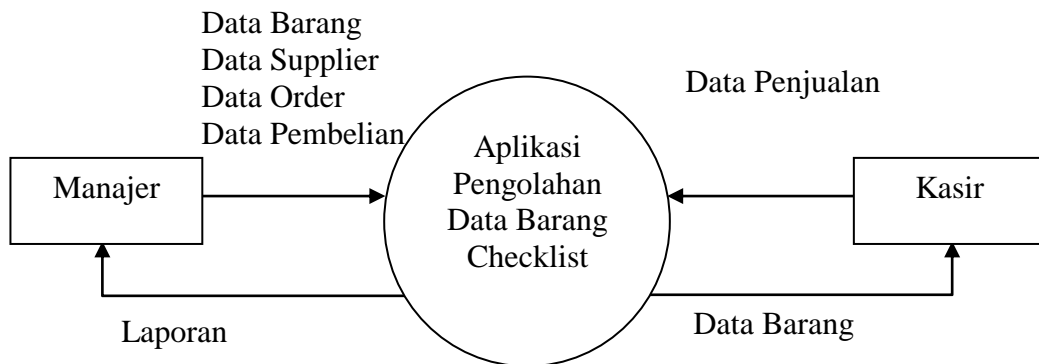 Data Barang
Data Supplier
Data Order
Data Pembelian
Data Penjualan
Manajer
Aplikasi
Pengolahan
Data Barang
Checklist
Kasir
Laporan
Data Barang